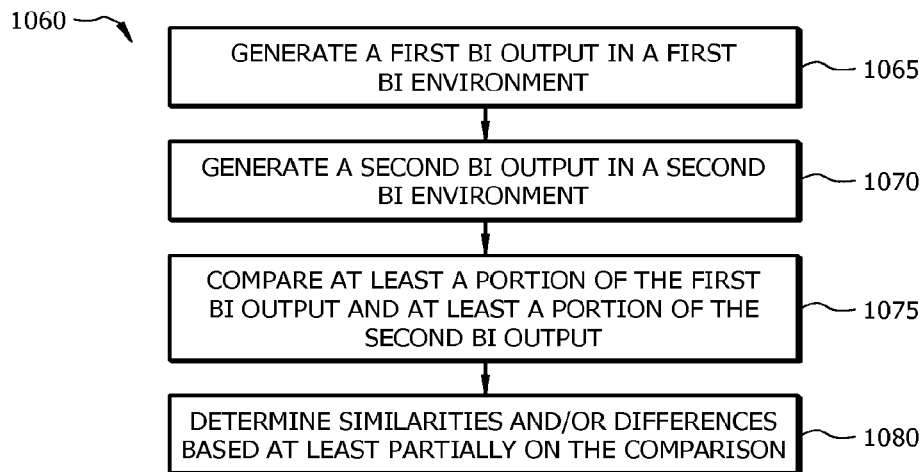 1060
GENERATE A FIRST BI OUTPUT IN A FIRST
BI ENVIRONMENT
1065
GENERATE A SECOND BI OUTPUT IN A SECOND
BI ENVIRONMENT
1070
COMPARE AT LEAST A PORTION OF THE FIRST
BI OUTPUT AND AT LEAST A PORTION OF THE
SECOND BI OUTPUT
1075
DETERMINE SIMILARITIES AND/OR DIFFERENCES
BASED AT LEAST PARTIALLY ON THE COMPARISON
1080